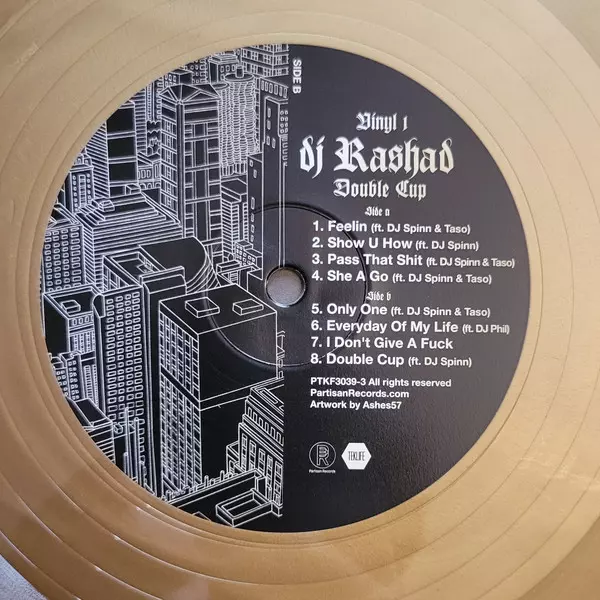 SIDE B
Vinyl 1
dj Rashad
Double Cup
Side a
1. Feelin (ft. DJ Spinn & Taso)
2. Show U How (ft. DJ Spinn)
3. Pass That Shit (ft. DJ Spinn & Taso)
4. She A Go (ft. DJ Spinn & Taso)
Side b
5. Only One (ft. DJ Spinn & Taso)
6. Everyday Of My Life (ft. DJ Phil)
7. I Don't Give A Fuck
8. Double Cup (ft. DJ Spinn)
PTKF3039-3 All rights reserved
PartisanRecords.com
Artwork by Ashes57
Partisan Records
TEKLIFE